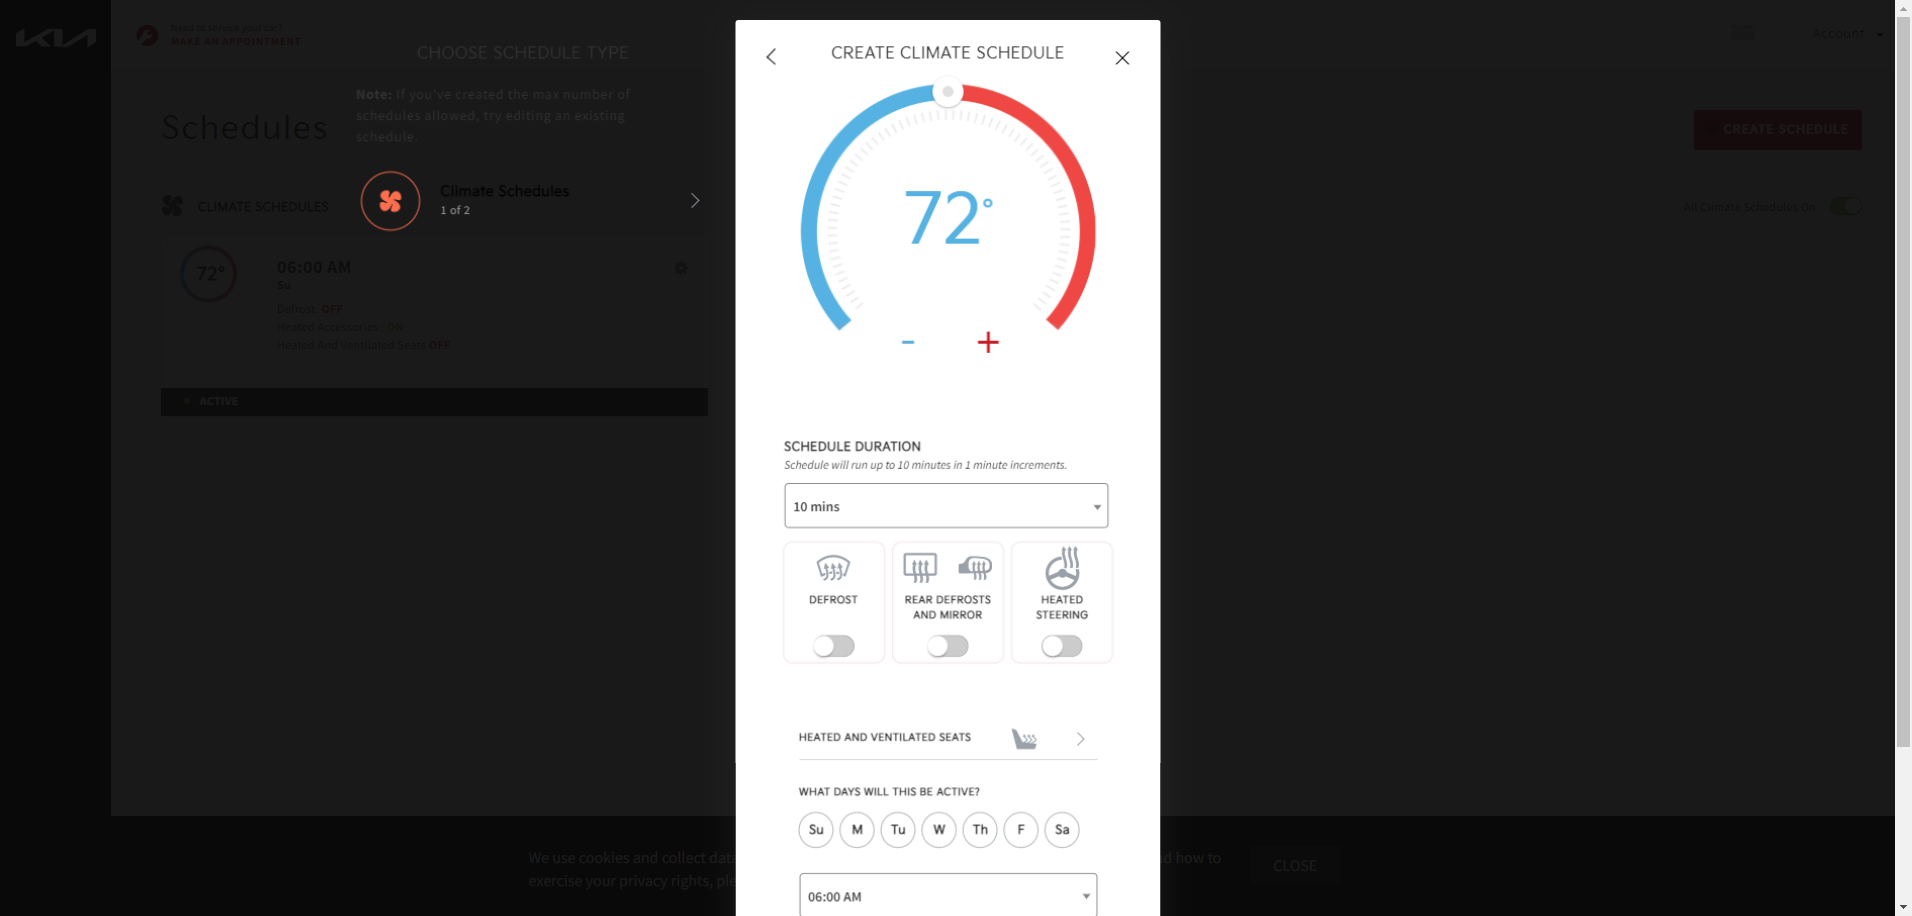 KIA
Need to service your car?
MAKE AN APPOINTMENT
CHOOSE SCHEDULE TYPE
Account
Note: If you've created the max number of
schedules allowed, try editing an existing
schedule.
Schedules
CREATE SCHEDULE
Climate Schedules
1 of 2
CLIMATE SCHEDULES
All Climate Schedules On
72°
06:00 AM
Su
Defrost: OFF
Heated Accessories : ON
Heated And Ventilated Seats OFF
ACTIVE
CREATE CLIMATE SCHEDULE
72°
- +
SCHEDULE DURATION
Schedule will run up to 10 minutes in 1 minute increments.
10 mins
DEFROST
REAR DEFROSTS
AND MIRROR
HEATED
STEERING
HEATED AND VENTILATED SEATS
WHAT DAYS WILL THIS BE ACTIVE?
Su M Tu W Th F Sa
06:00 AM
We use cookies and collect data
d how to
exercise your privacy rights, ple
CLOSE